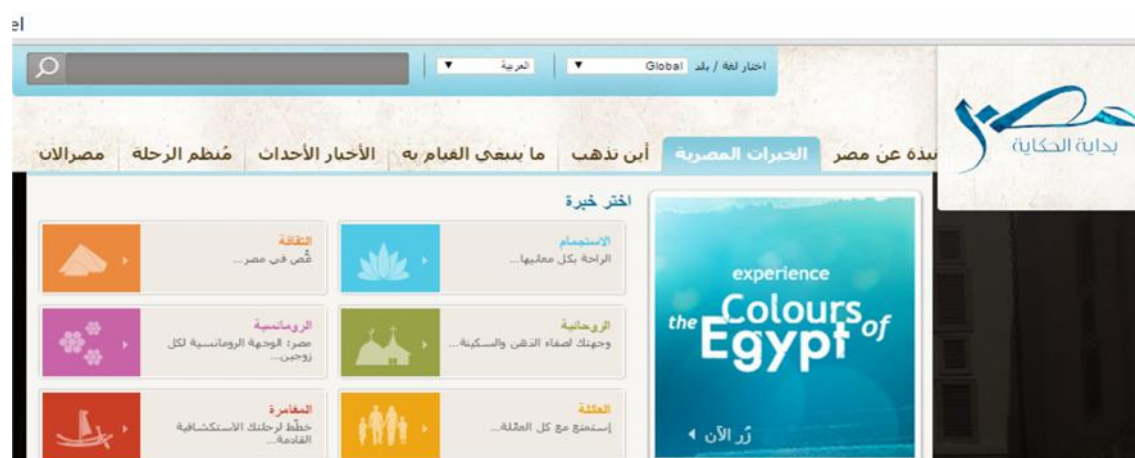 el
اختار لغة / بلد
Global
العربية
مصر
بداية الحكاية
نبذة عن مصر
الخبرات المصرية
أين تذهب
ما ينبغي القيام به
الأخبار الأحداث
مُنظم الرحلة
مصرالان
اختر خبرة
experience
the Colours of
Egypt
زُر الآن
الاستجمام
الراحة بكل معانيها...
الثقافة
غُص في مصر...
الروحانية
وجهتك لصفاء الذهن والسكينة...
الرومانسية
مصر: الوجهة الرومانسية لكل
زوجين...
العائلة
إستمتع مع كل العائلة...
المغامرة
خطّط لرحلتك الاستكشافية
القادمة...